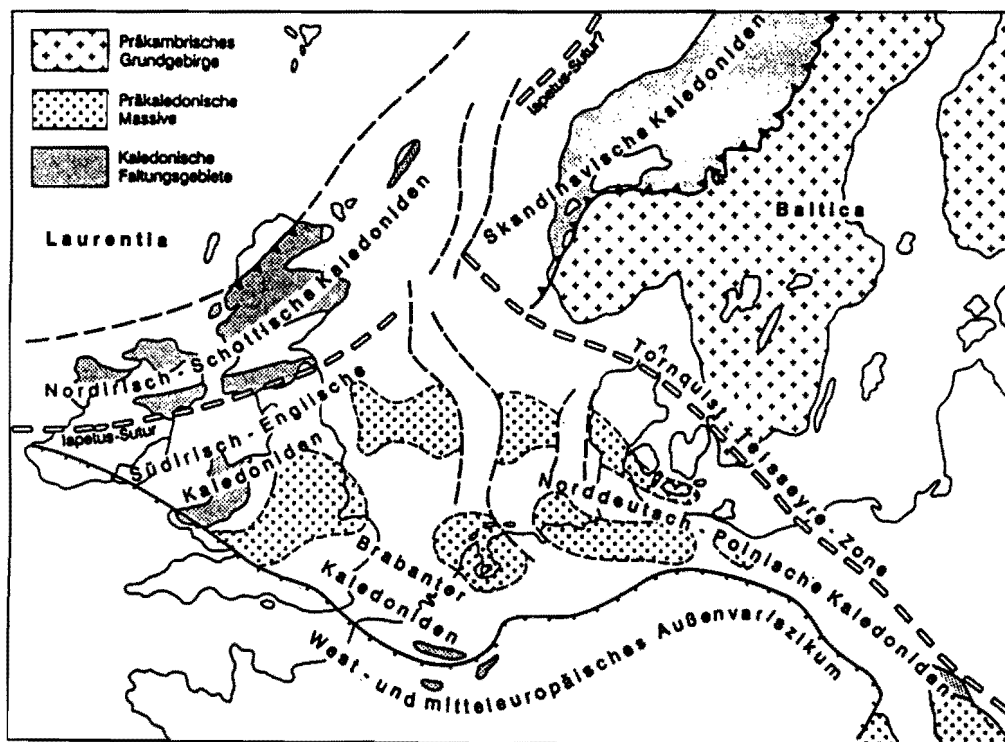 Präkambrisches
Grundgebirge
Präkaledonische
Massive
Kaledonische
Faltungsgebiete
Iapetus-Sutur?
Skandinavische Kaledoniden
Baltica
Laurentia
Nordirisch-Schottische Kaledoniden
Iapetus-Sutur
Südirisch-Englische
Kaledoniden
Tornquist-Teisseyre-Zone
Norddeutsch-
Polnische Kaledoniden
Brabanter
Kaledoniden
West- und mitteleuropäisches Außenvariszikum